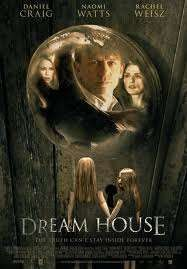 DANIEL CRAIG
NAOMI WATTS
RACHEL WEISZ
DREAM HOUSE
THE TRUTH CAN'T STAY INSIDE FOREVER